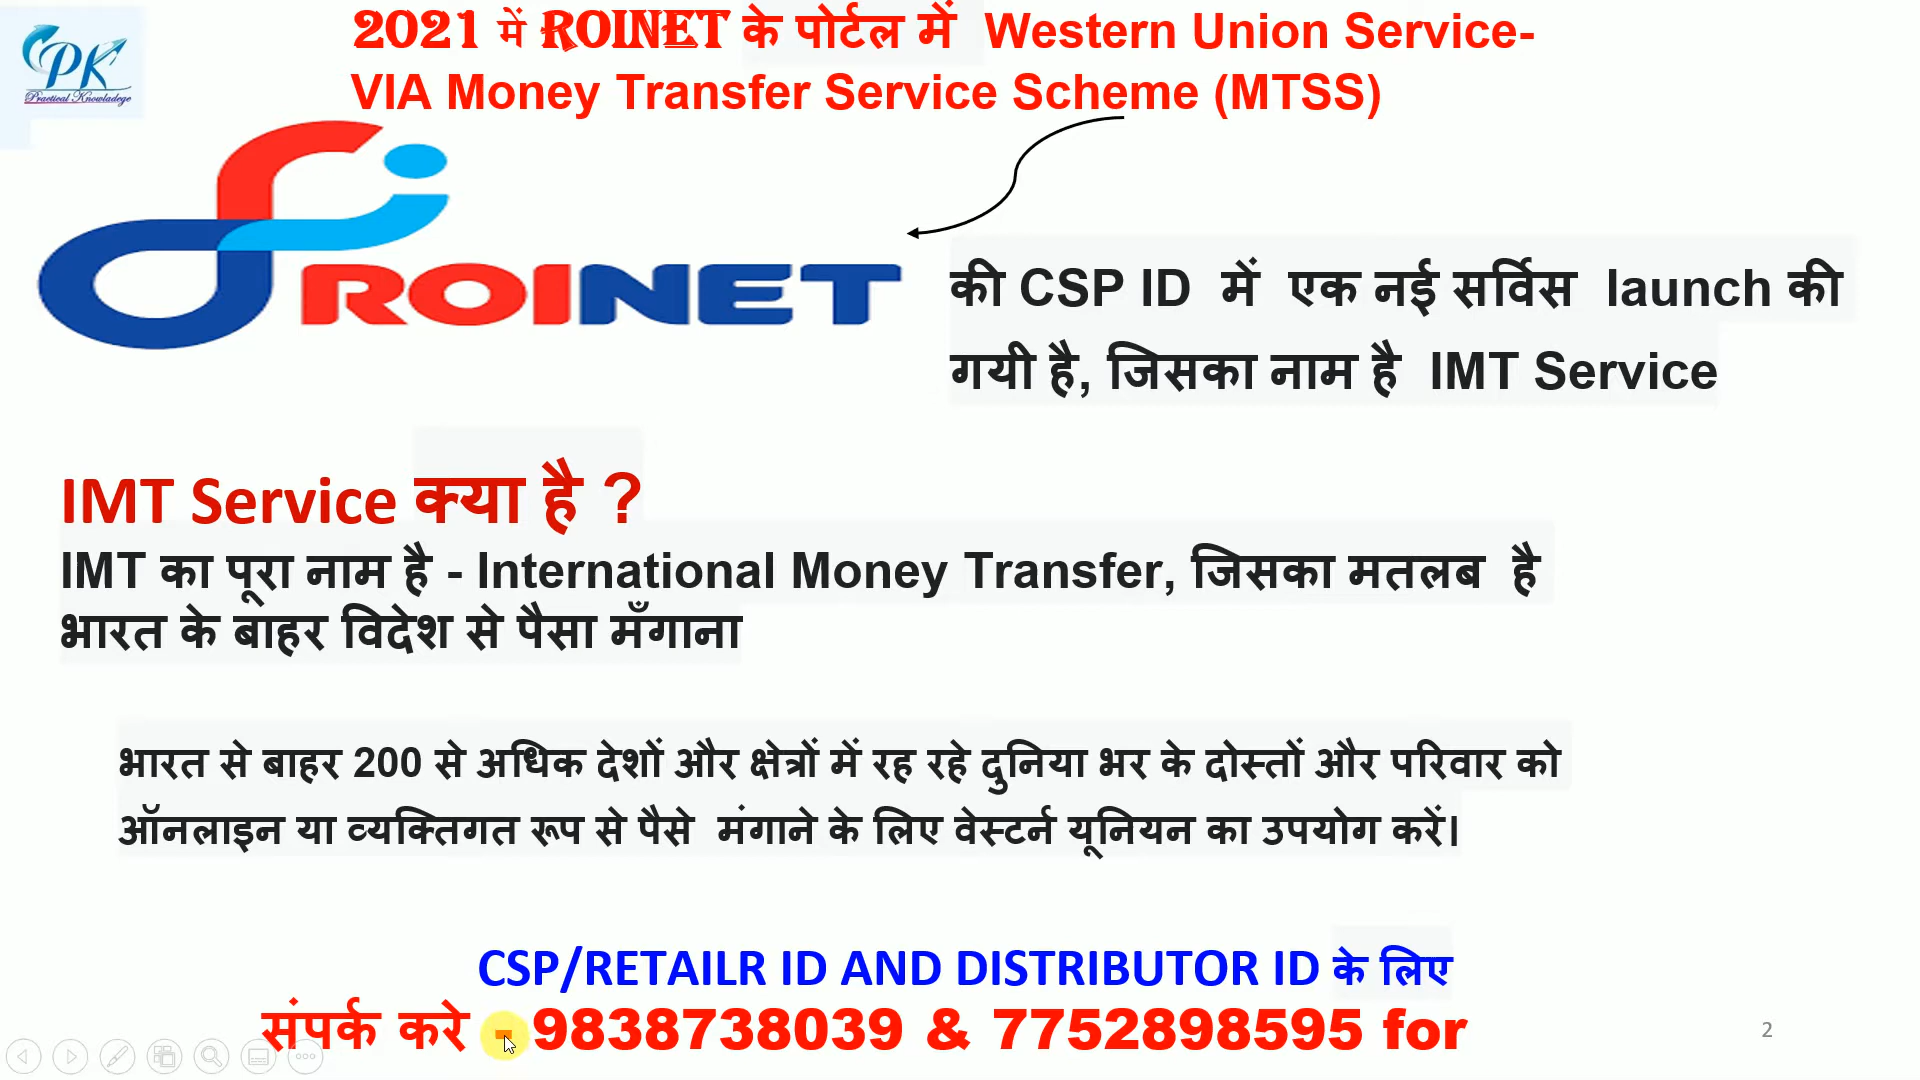 PK
Practical Knowladege
2021 में ROINET के पोर्टल में Western Union Service-
VIA Money Transfer Service Scheme (MTSS)
ROINET
की CSP ID में एक नई सर्विस launch की
गयी है, जिसका नाम है IMT Service
IMT Service क्या है ?
IMT का पूरा नाम है - International Money Transfer, जिसका मतलब है
भारत के बाहर विदेश से पैसा मँगाना
भारत से बाहर 200 से अधिक देशों और क्षेत्रों में रह रहे दुनिया भर के दोस्तों और परिवार को
ऑनलाइन या व्यक्तिगत रूप से पैसे मंगाने के लिए वेस्टर्न यूनियन का उपयोग करें।
CSP/RETAILR ID AND DISTRIBUTOR ID के लिए
संपर्क करे - 9838738039 & 7752898595 for
2